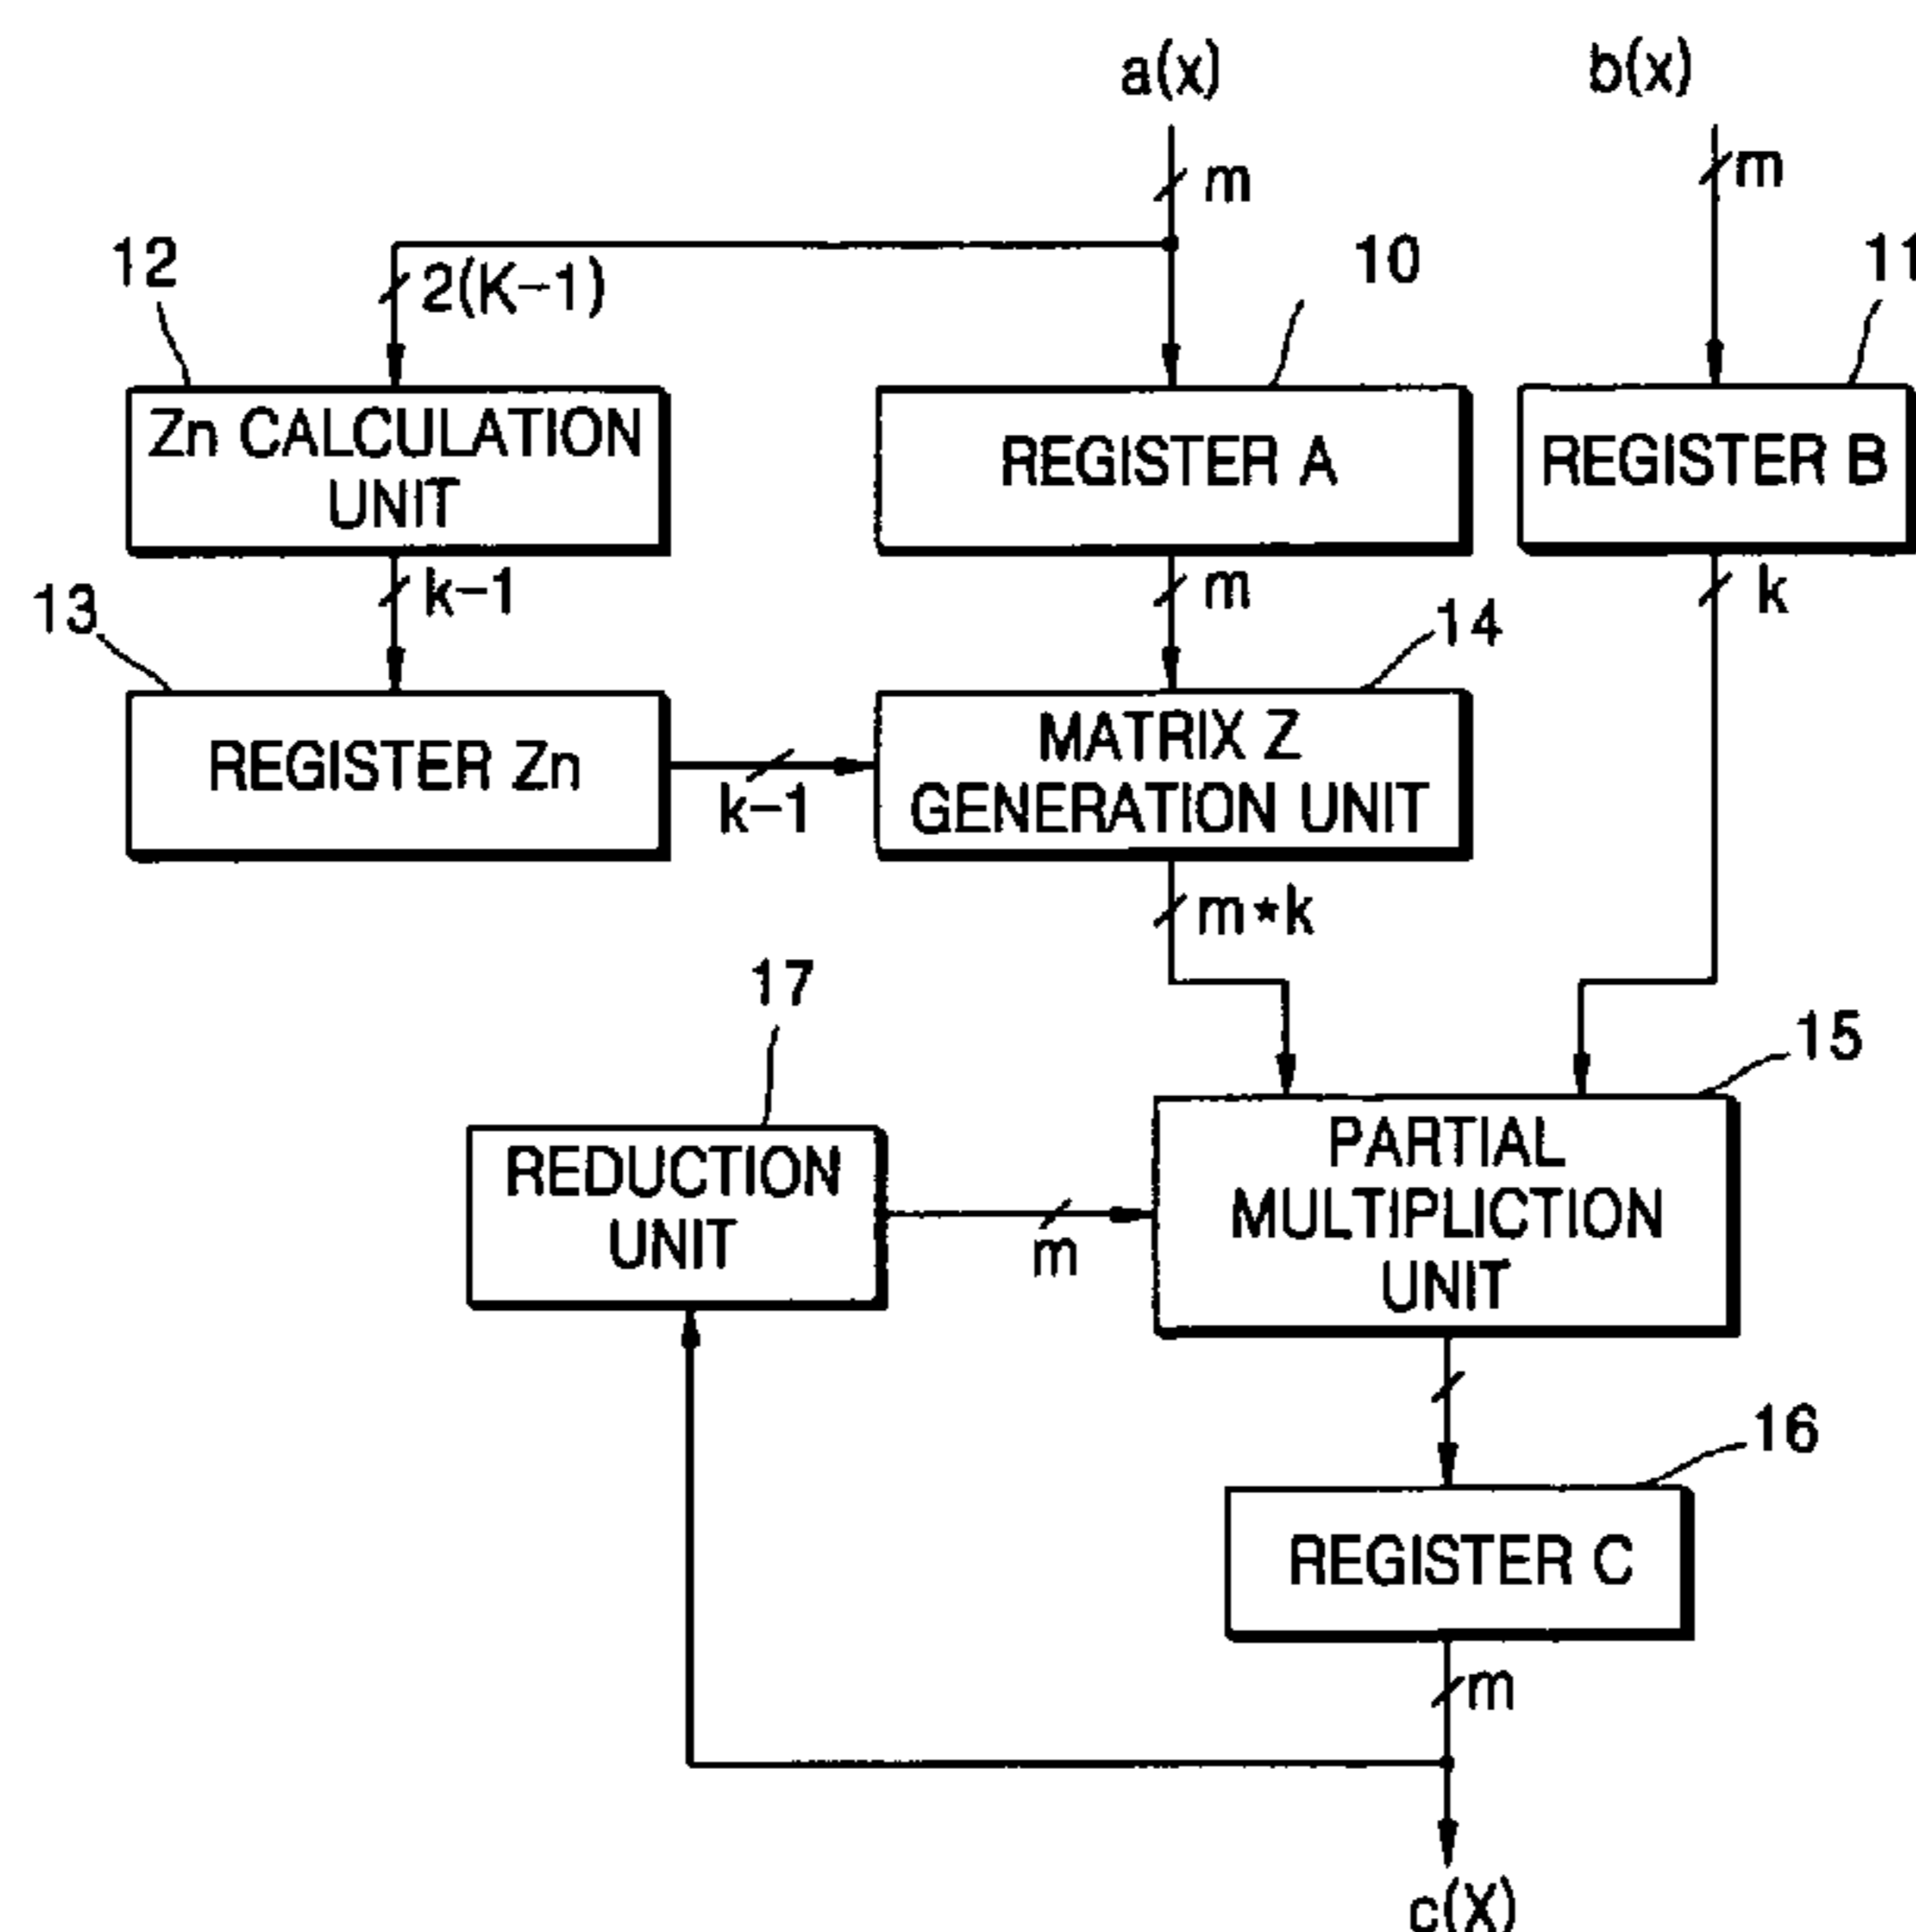 a(x)
b(x)
m
m
12
2(K-1)
10
11
Zn CALCULATION
UNIT
REGISTER A
REGISTER B
k-1
m
k
13
14
REGISTER Zn
k-1
MATRIX Z
GENERATION UNIT
m*k
17
15
REDUCTION
UNIT
m
PARTIAL
MULTIPLICTION
UNIT
16
REGISTER C
m
c(X)